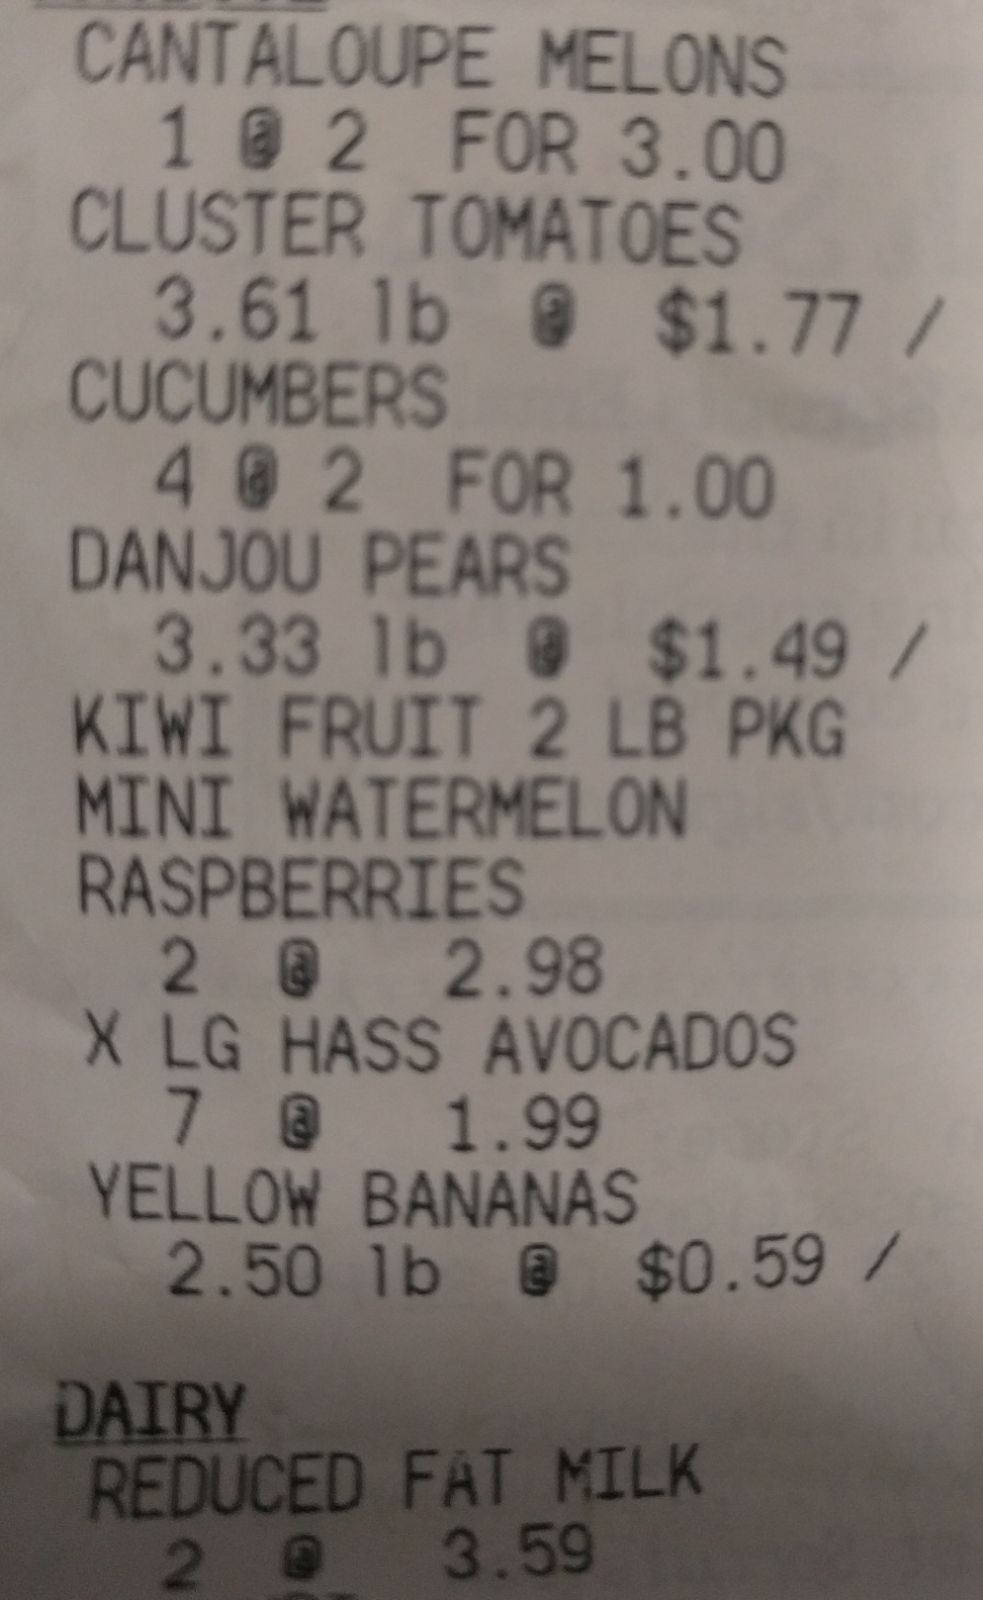 CANTALOUPE MELONS
1 @ 2 FOR 3.00
CLUSTER TOMATOES
3.61 lb @ $1.77 /
CUCUMBERS
4 @ 2 FOR 1.00
DANJOU PEARS
3.33 lb @ $1.49 /
KIWI FRUIT 2 LB PKG
MINI WATERMELON
RASPBERRIES
2 @ 2.98
X LG HASS AVOCADOS
7 @ 1.99
YELLOW BANANAS
2.50 lb @ $0.59 /
DAIRY
REDUCED FAT MILK
2 @ 3.59